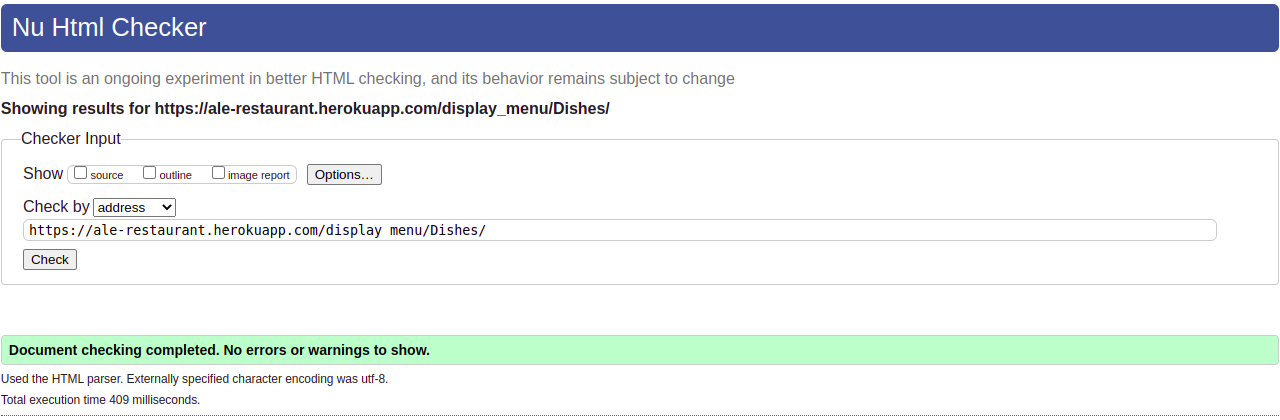 Nu Html Checker
This tool is an ongoing experiment in better HTML checking, and its behavior remains subject to change
Showing results for https://ale-restaurant.herokuapp.com/display_menu/Dishes/
Checker Input
Show source outline image report Options...
Check by address
https://ale-restaurant.herokuapp.com/display menu/Dishes/
Check
Document checking completed. No errors or warnings to show.
Used the HTML parser. Externally specified character encoding was utf-8.
Total execution time 409 milliseconds.